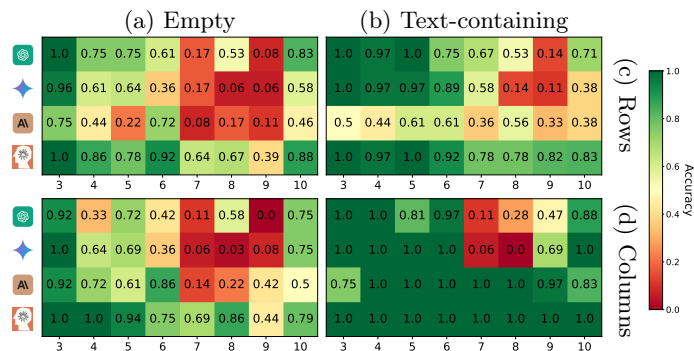 (a) Empty (b) Text-containing
1.0 0.75 0.75 0.61 0.17 0.53 0.08 0.83 1.0 0.97 1.0 0.75 0.67 0.53 0.14 0.71
0.96 0.61 0.64 0.36 0.17 0.06 0.06 0.58 1.0 0.97 0.97 0.89 0.58 0.14 0.11 0.38
AI 0.75 0.44 0.22 0.72 0.08 0.17 0.11 0.46 0.5 0.44 0.61 0.61 0.36 0.56 0.33 0.38
1.0 0.86 0.78 0.92 0.64 0.67 0.39 0.88 1.0 0.97 1.0 0.92 0.78 0.78 0.82 0.83
3 4 5 6 7 8 9 10 3 4 5 6 7 8 9 10
(c) Rows
0.92 0.33 0.72 0.42 0.11 0.58 0.0 0.75 1.0 1.0 0.81 0.97 0.11 0.28 0.47 0.88
1.0 0.64 0.69 0.36 0.06 0.03 0.08 0.75 1.0 1.0 1.0 1.0 0.06 0.0 0.69 1.0
AI 0.92 0.72 0.61 0.86 0.14 0.22 0.42 0.5 0.75 1.0 1.0 1.0 1.0 1.0 0.97 0.83
1.0 1.0 0.94 0.75 0.69 0.86 0.44 0.79 1.0 1.0 1.0 1.0 1.0 1.0 1.0 1.0
3 4 5 6 7 8 9 10 3 4 5 6 7 8 9 10
(d) Columns
1.0
0.8
0.6
0.4
0.2
0.0
Accuracy